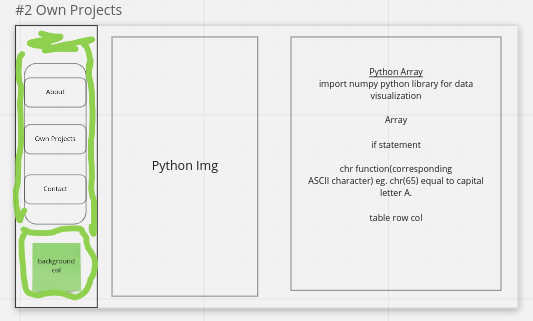 #2 Own Projects
About
Own Projects
Contact
background
col
Python Img
Python Array
import numpy python library for data
visualization
Array
if statement
chr function(corresponding
ASCII character) eg. chr(65) equal to capital
letter A.
table row col